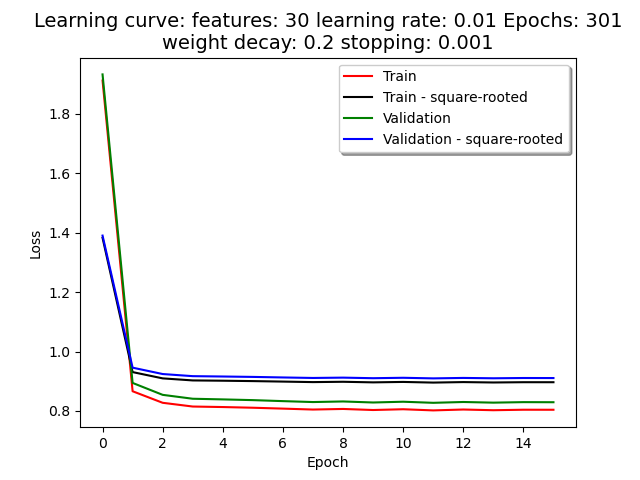 Learning curve: features: 30 learning rate: 0.01 Epochs: 301
weight decay: 0.2 stopping: 0.001
Train
Train - square-rooted
Validation
Validation - square-rooted
Loss
1.8
1.6
1.4
1.2
1.0
0.8
0 2 4 6 8 10 12 14
Epoch